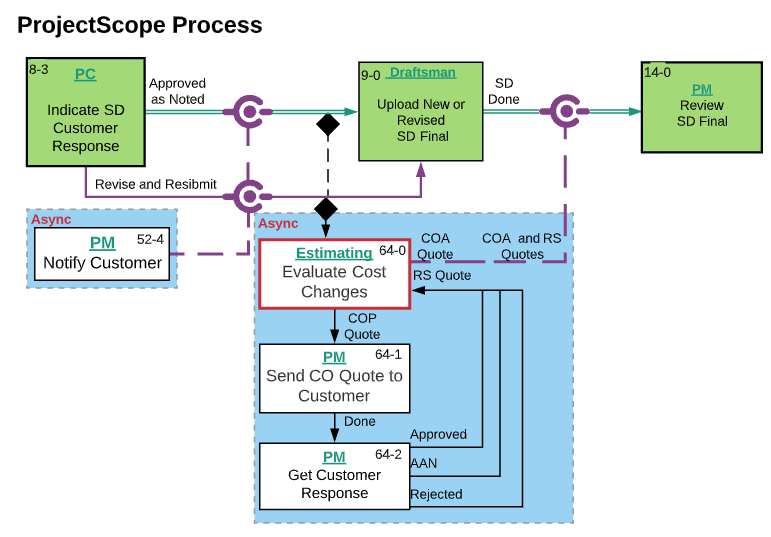 ProjectScope Process
8-3
PC
Indicate SD
Customer
Response
Approved
as Noted
9-0
Draftsman
Upload New or
Revised
SD Final
SD
Done
14-0
PM
Review
SD Final
Revise and Resibmit
Async
PM
52-4
Notify Customer
Async
Estimating
64-0
Evaluate Cost
Changes
COA
Quote
COA and RS
Quotes
RS Quote
COP
Quote
PM
64-1
Send CO Quote to
Customer
Done
PM
64-2
Get Customer
Response
Approved
AAN
Rejected